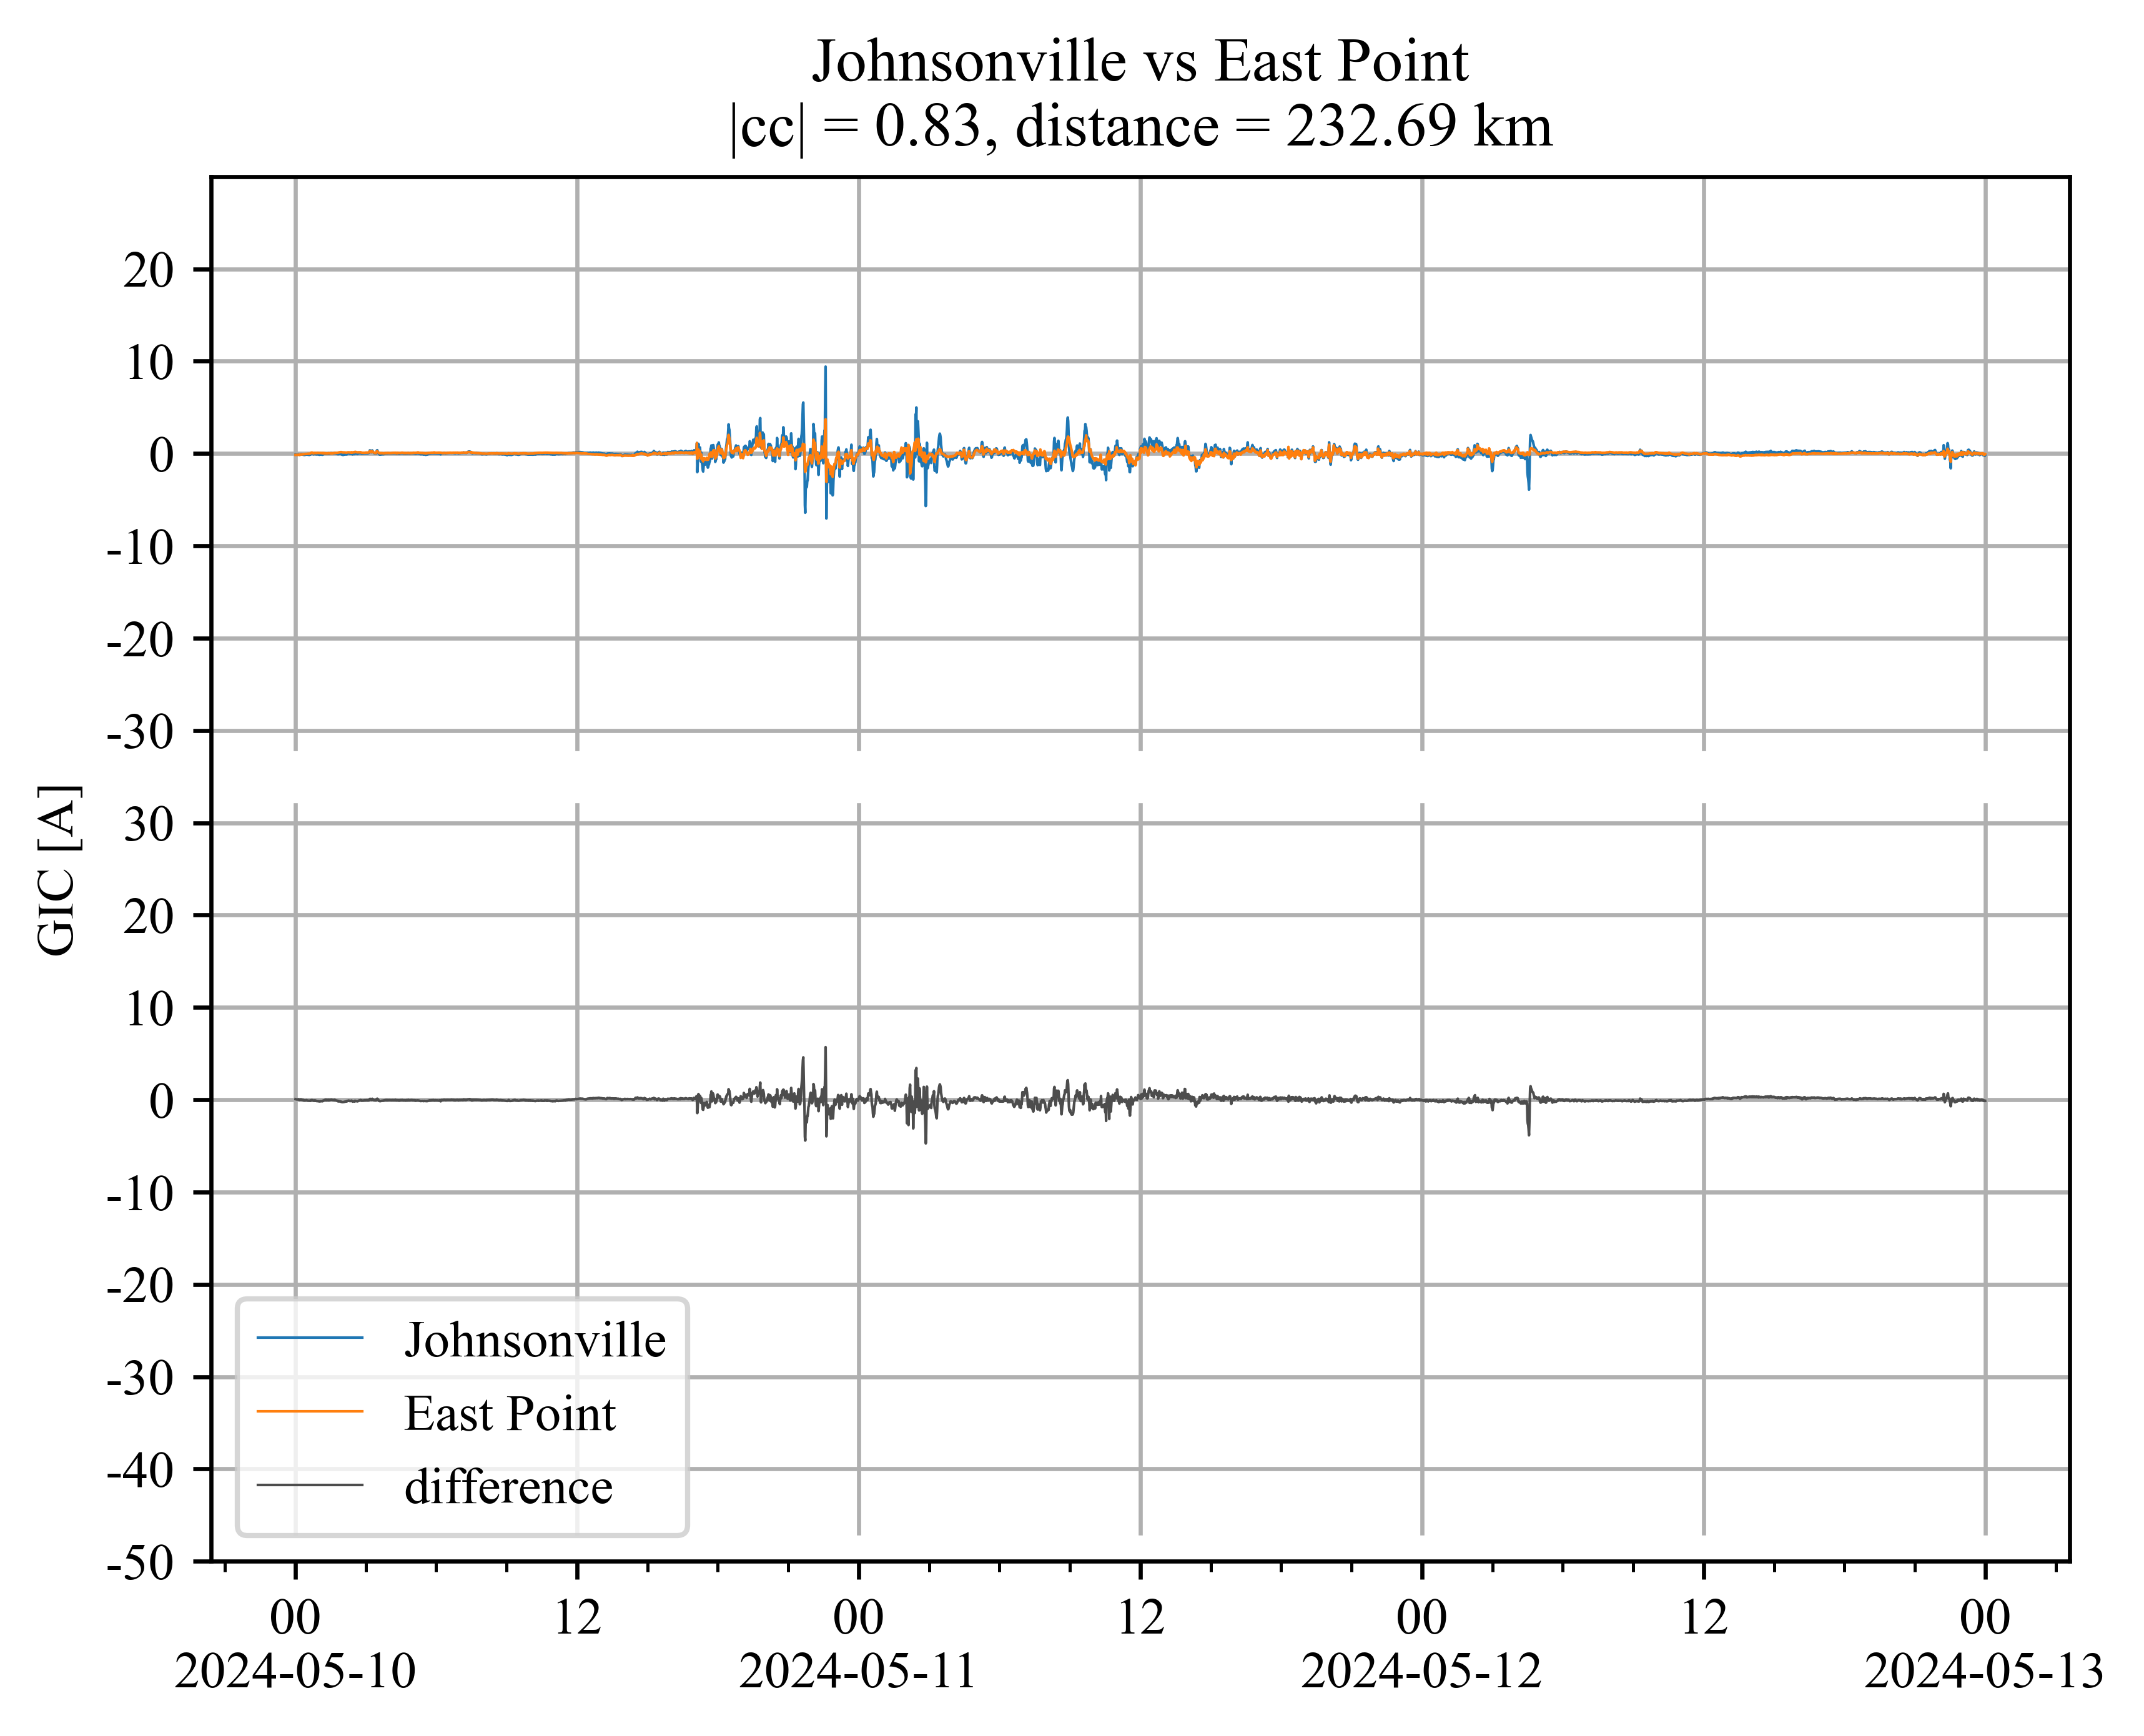 Johnsonville vs East Point
|cc| = 0.83, distance = 232.69 km
GIC [A]
20
10
0
-10
-20
-30
30
20
10
0
-10
-20
-30
-40
-50
Johnsonville
East Point
difference
00 12 00 12 00 12 00
2024-05-10 2024-05-11 2024-05-12 2024-05-13